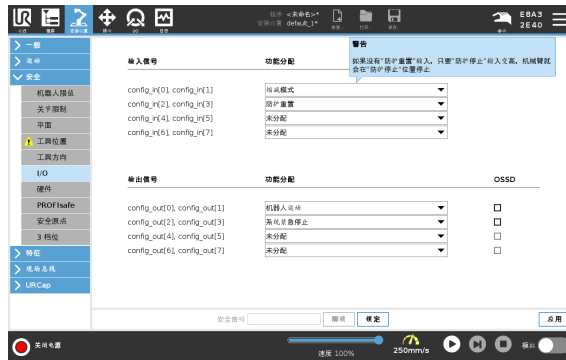 程序 <未命名>*
安装设置 default_1*
新建...
打开...
保存...
E8A3
2E40
运行
程序
安装设置
移动
I/O
日志
一般
运动
安全
机器人限值
关节限制
平面
工具位置
工具方向
I/O
硬件
PROFIsafe
安全原点
3 档位
特征
现场总线
URCap
警告
如果没有"防护重置"输入，只要"防护停止"输入变高，机械臂就
会在"防护停止"位置停止
输入信号 功能分配
config_in[0], config_in[1] 缩减模式
config_in[2], config_in[3] 防护重置
config_in[4], config_in[5] 未分配
config_in[6], config_in[7] 未分配
输出信号 功能分配 OSSD
config_out[0], config_out[1] 机器人运动
config_out[2], config_out[3] 系统紧急停止
config_out[4], config_out[5] 未分配
config_out[6], config_out[7] 未分配
安全密码 解锁 锁定 应用
关闭电源
速度 100%
250mm/s
模拟